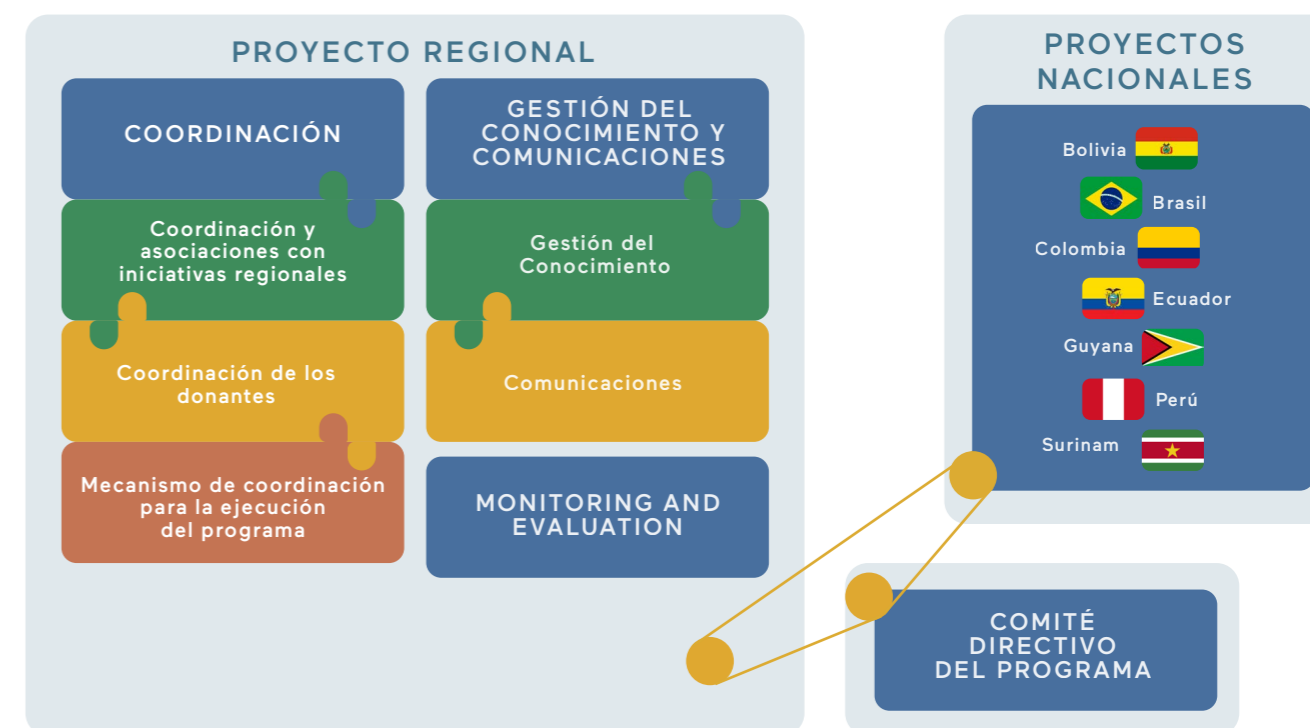 PROYECTO REGIONAL
COORDINACIÓN
Coordinación y
asociaciones con
iniciativas regionales
Coordinación de los
donantes
Mecanismo de coordinación
para la ejecución
del programa
GESTIÓN DEL
CONOCIMIENTO Y
COMUNICACIONES
Gestión del
Conocimiento
Comunicaciones
MONITORING AND
EVALUATION
PROYECTOS
NACIONALES
Bolivia
Brasil
Colombia
Ecuador
Guyana
Perú
Surinam
COMITÉ
DIRECTIVO
DEL PROGRAMA